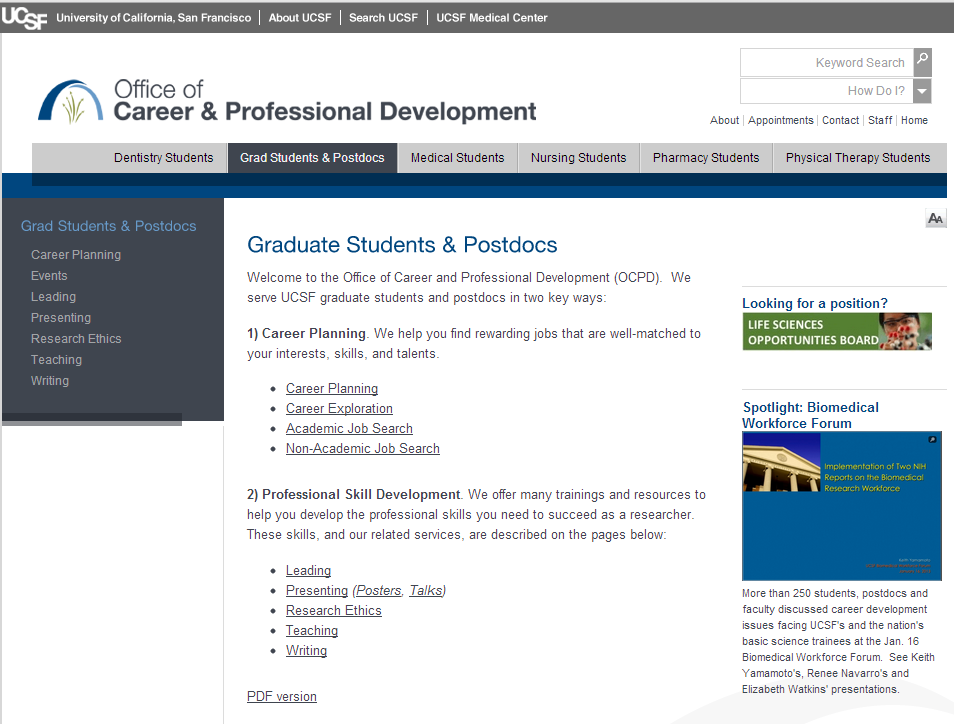 UCSF University of California, San Francisco | About UCSF | Search UCSF | UCSF Medical Center
Office of
Career & Professional Development
Keyword Search
How Do I?
About | Appointments | Contact | Staff | Home
Dentistry Students Grad Students & Postdocs Medical Students Nursing Students Pharmacy Students Physical Therapy Students
Grad Students & Postdocs
Career Planning
Events
Leading
Presenting
Research Ethics
Teaching
Writing
AA
Graduate Students & Postdocs
Welcome to the Office of Career and Professional Development (OCPD). We
serve UCSF graduate students and postdocs in two key ways:
1) Career Planning. We help you find rewarding jobs that are well-matched to
your interests, skills, and talents.
• Career Planning
• Career Exploration
• Academic Job Search
• Non-Academic Job Search
2) Professional Skill Development. We offer many trainings and resources to
help you develop the professional skills you need to succeed as a researcher.
These skills, and our related services, are described on the pages below:
• Leading
• Presenting (Posters, Talks)
• Research Ethics
• Teaching
• Writing
PDF version
Looking for a position?
LIFE SCIENCES
OPPORTUNITIES BOARD
Spotlight: Biomedical
Workforce Forum
Implementation of Two NIH
Reports on the Biomedical
Research Workforce
More than 250 students, postdocs and
faculty discussed career development
issues facing UCSF's and the nation's
basic science trainees at the Jan. 16
Biomedical Workforce Forum. See Keith
Yamamoto's, Renee Navarro's and
Elizabeth Watkins' presentations.